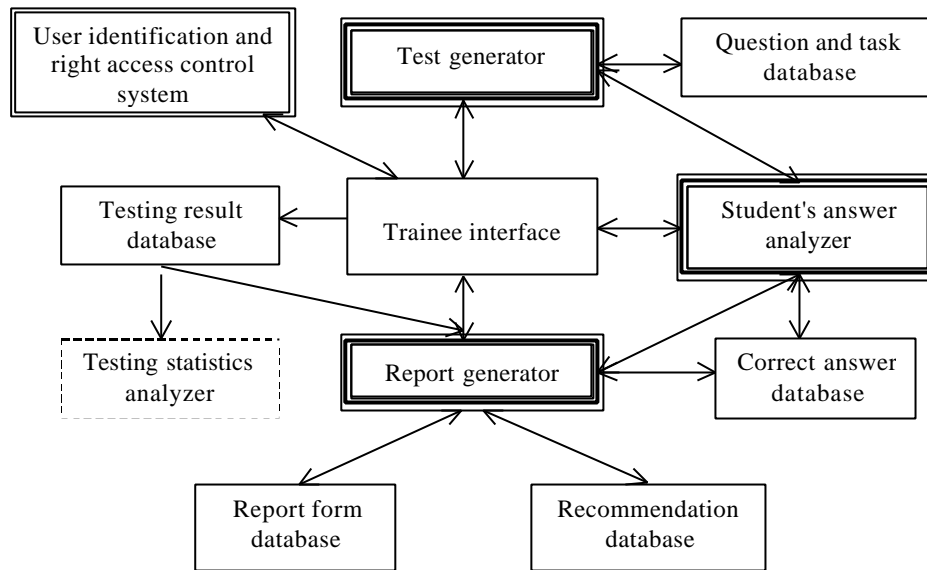 User identification and
right access control
system
Test generator
Question and task
database
Testing result
database
Trainee interface
Student's answer
analyzer
Testing statistics
analyzer
Report generator
Correct answer
database
Report form
database
Recommendation
database